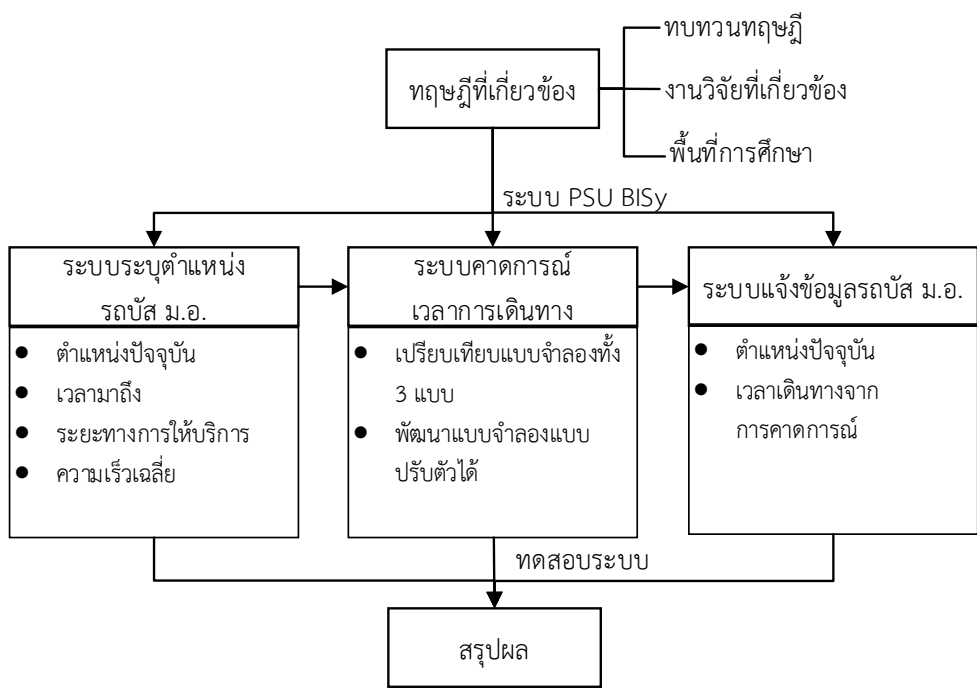 ทบทวนทฤษฎี
ทฤษฎีที่เกี่ยวข้อง
งานวิจัยที่เกี่ยวข้อง
พื้นที่การศึกษา
ระบบ PSU BISy
ระบบระบุตำแหน่ง
รถบัส ม.อ.
● ตำแหน่งปัจจุบัน
● เวลามาถึง
● ระยะทางการให้บริการ
● ความเร็วเฉลี่ย
ระบบคาดการณ์
เวลาการเดินทาง
● เปรียบเทียบแบบจำลองทั้ง
3 แบบ
● พัฒนาแบบจำลองแบบ
ปรับตัวได้
ระบบแจ้งข้อมูลรถบัส ม.อ.
● ตำแหน่งปัจจุบัน
● เวลาเดินทางจาก
การคาดการณ์
ทดสอบระบบ
สรุปผล